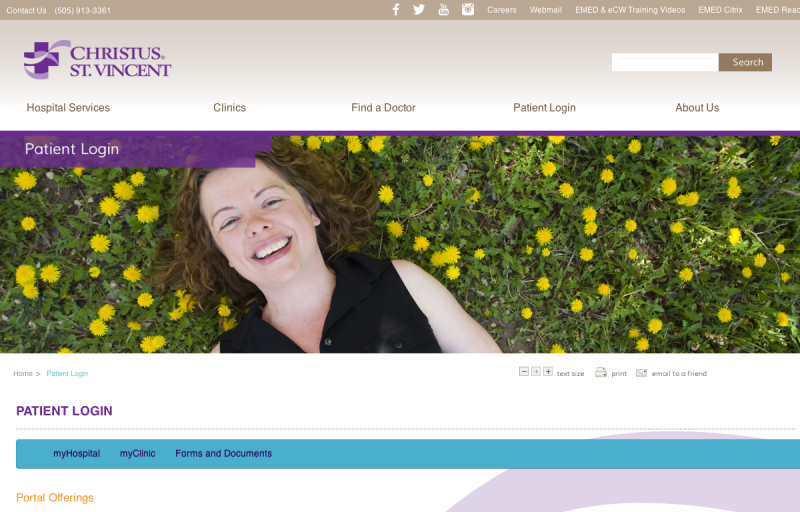 Contact Us (505) 913-3361 Careers Webmail EMED & eCW Training Videos EMED Citrix EMED Read
CHRISTUS®
ST. VINCENT
Search
Hospital Services Clinics Find a Doctor Patient Login About Us
Patient Login
Home > Patient Login text size print email to a friend
PATIENT LOGIN
myHospital myClinic Forms and Documents
Portal Offerings